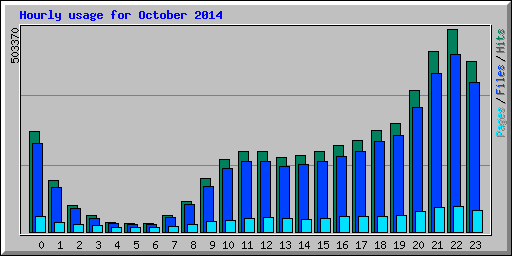 Hourly usage for October 2014
503370
Pages/Files/Hits
0 1 2 3 4 5 6 7 8 9 10 11 12 13 14 15 16 17 18 19 20 21 22 23